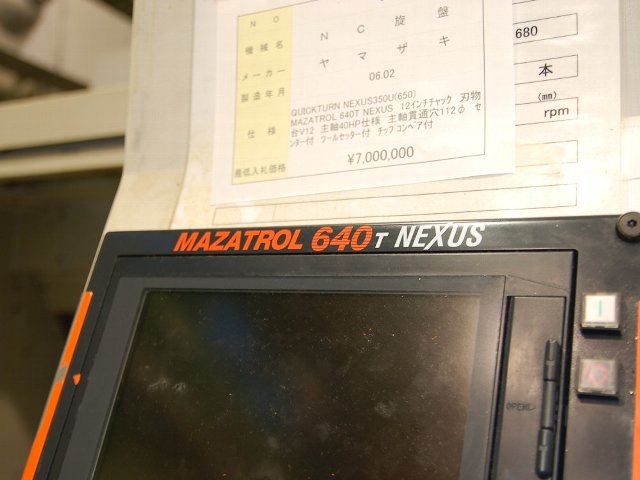 NO
機械名 NC旋盤
メーカー ヤマザキ
製造年月 06.02
仕様 QUICKTURN NEXUS350U(650)
MAZATROL 640T NEXUS 12インチチャック 刃物
台V12 主軸40HP仕様 主軸貫通穴112φ セ
ンター付 ツールセッター付 チップコンベア付
最低入札価格 ¥7,000,000
680
本
(㎜)
rpm
MAZATROL 640T NEXUS
OPEN